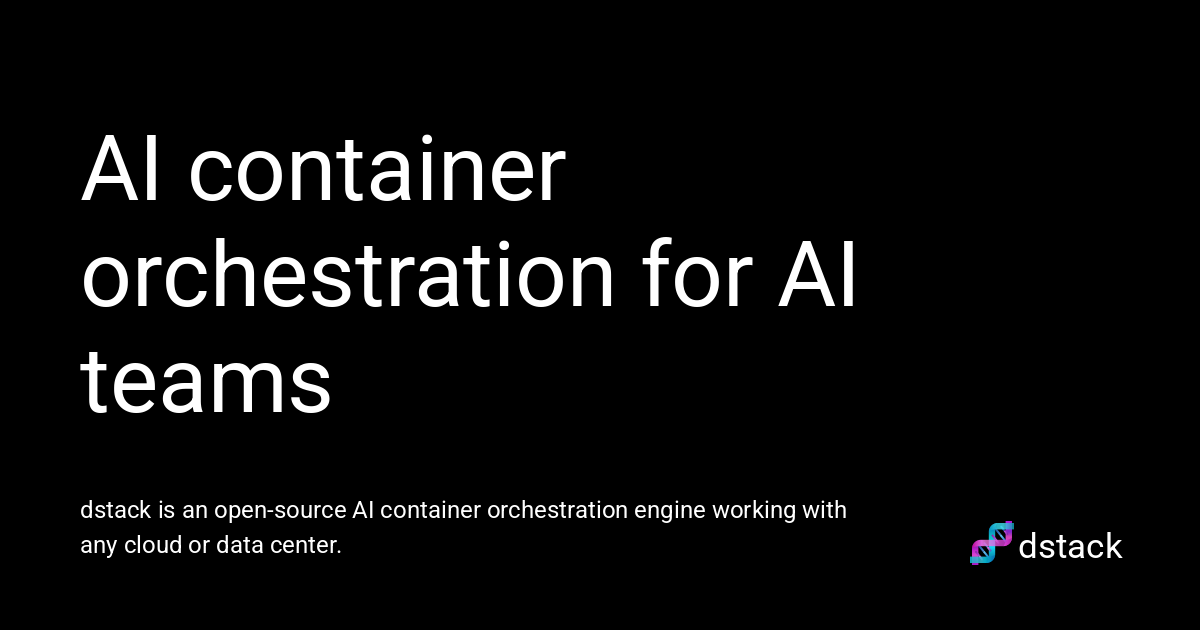 AI container
orchestration for AI
teams
dstack is an open-source AI container orchestration engine working with
any cloud or data center.
dstack